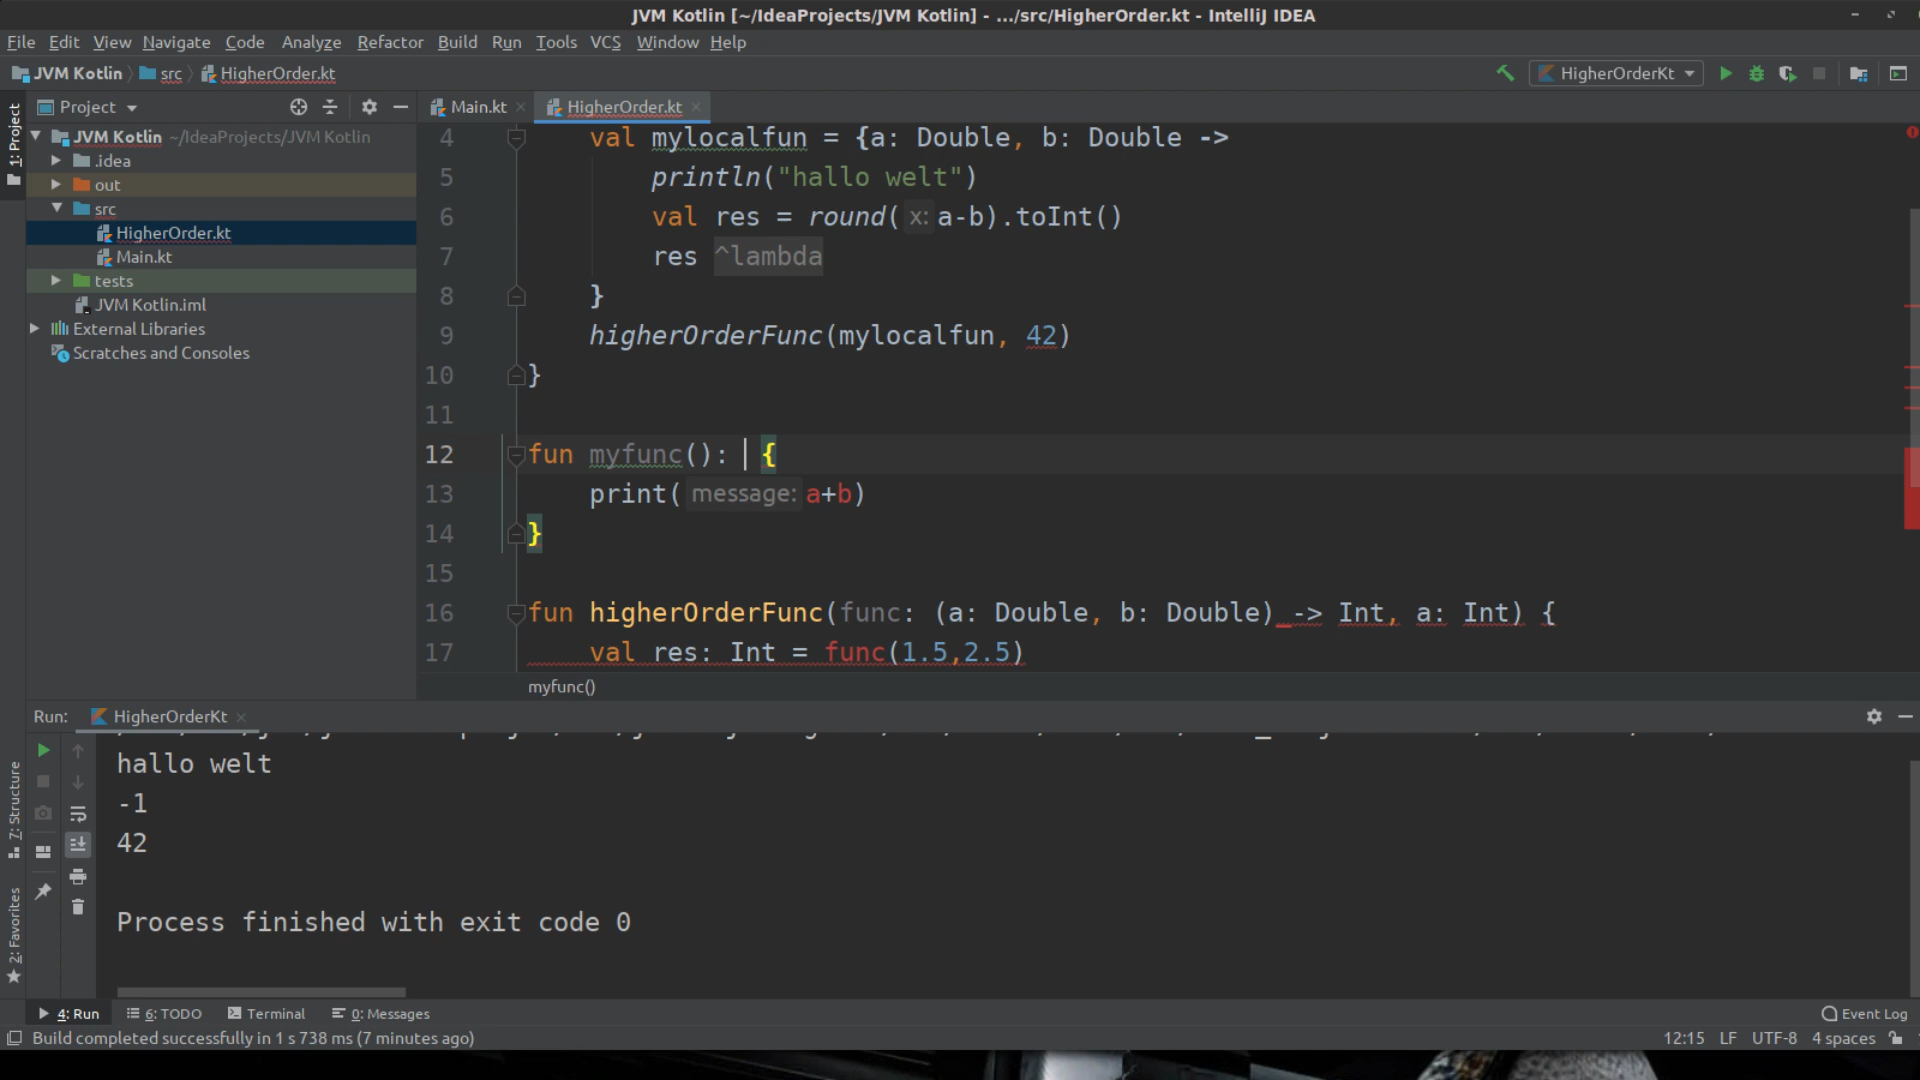 JVM Kotlin [~/IdeaProjects/JVM Kotlin] - .../src/HigherOrder.kt - IntelliJ IDEA
File Edit View Navigate Code Analyze Refactor Build Run Tools VCS Window Help
JVM Kotlin src HigherOrder.kt
HigherOrderKt
1: Project
Project
JVM Kotlin ~/IdeaProjects/JVM Kotlin
.idea
out
src
HigherOrder.kt
Main.kt
tests
JVM Kotlin.iml
External Libraries
Scratches and Consoles
Main.kt HigherOrder.kt
4 val mylocalfun = {a: Double, b: Double ->
5 println("hallo welt")
6 val res = round( x: a-b).toInt()
7 res ^lambda
8 }
9 higherOrderFunc(mylocalfun, 42)
10 }
11
12 fun myfunc(): {
13 print( message: a+b)
14 }
15
16 fun higherOrderFunc(func: (a: Double, b: Double) -> Int, a: Int) {
17 val res: Int = func(1.5,2.5)
myfunc()
Run: HigherOrderKt
hallo welt
-1
42
Process finished with exit code 0
7: Structure
2: Favorites
4: Run 6: TODO Terminal 0: Messages Event Log
Build completed successfully in 1 s 738 ms (7 minutes ago) 12:15 LF UTF-8 4 spaces